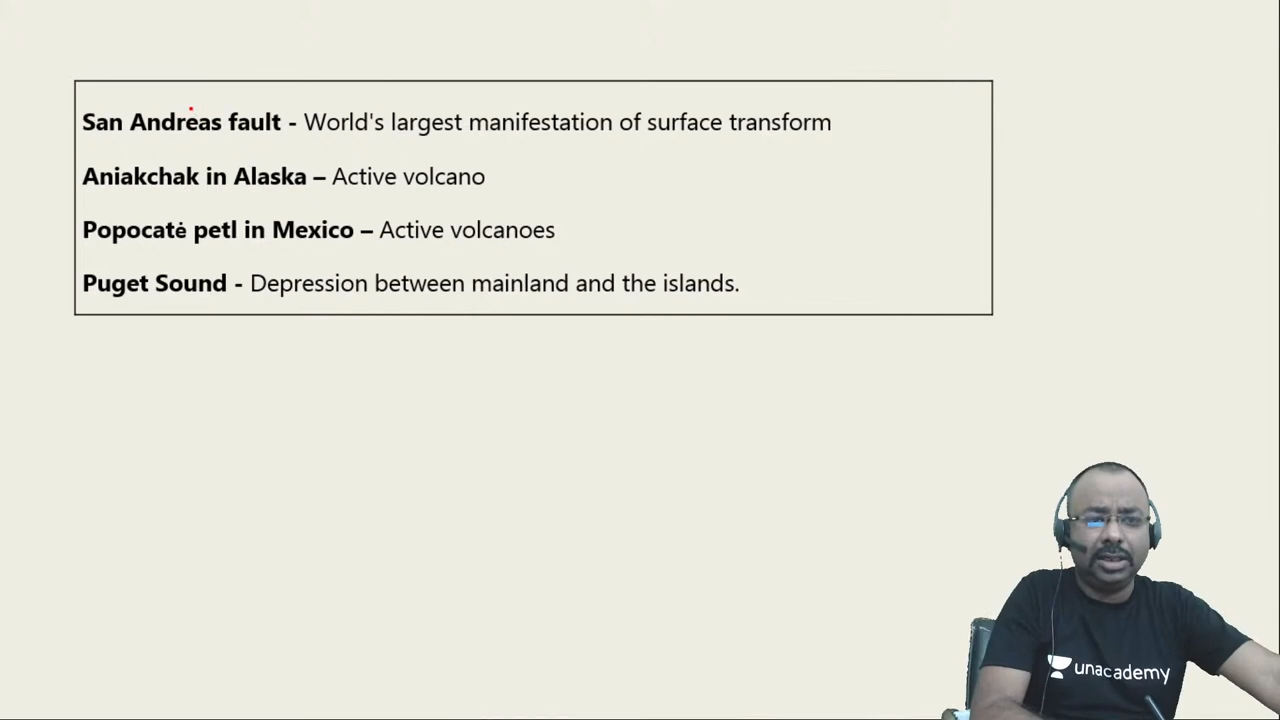 San Andreas fault - World's largest manifestation of surface transform
Aniakchak in Alaska – Active volcano
Popocatė petl in Mexico – Active volcanoes
Puget Sound - Depression between mainland and the islands.
unacademy